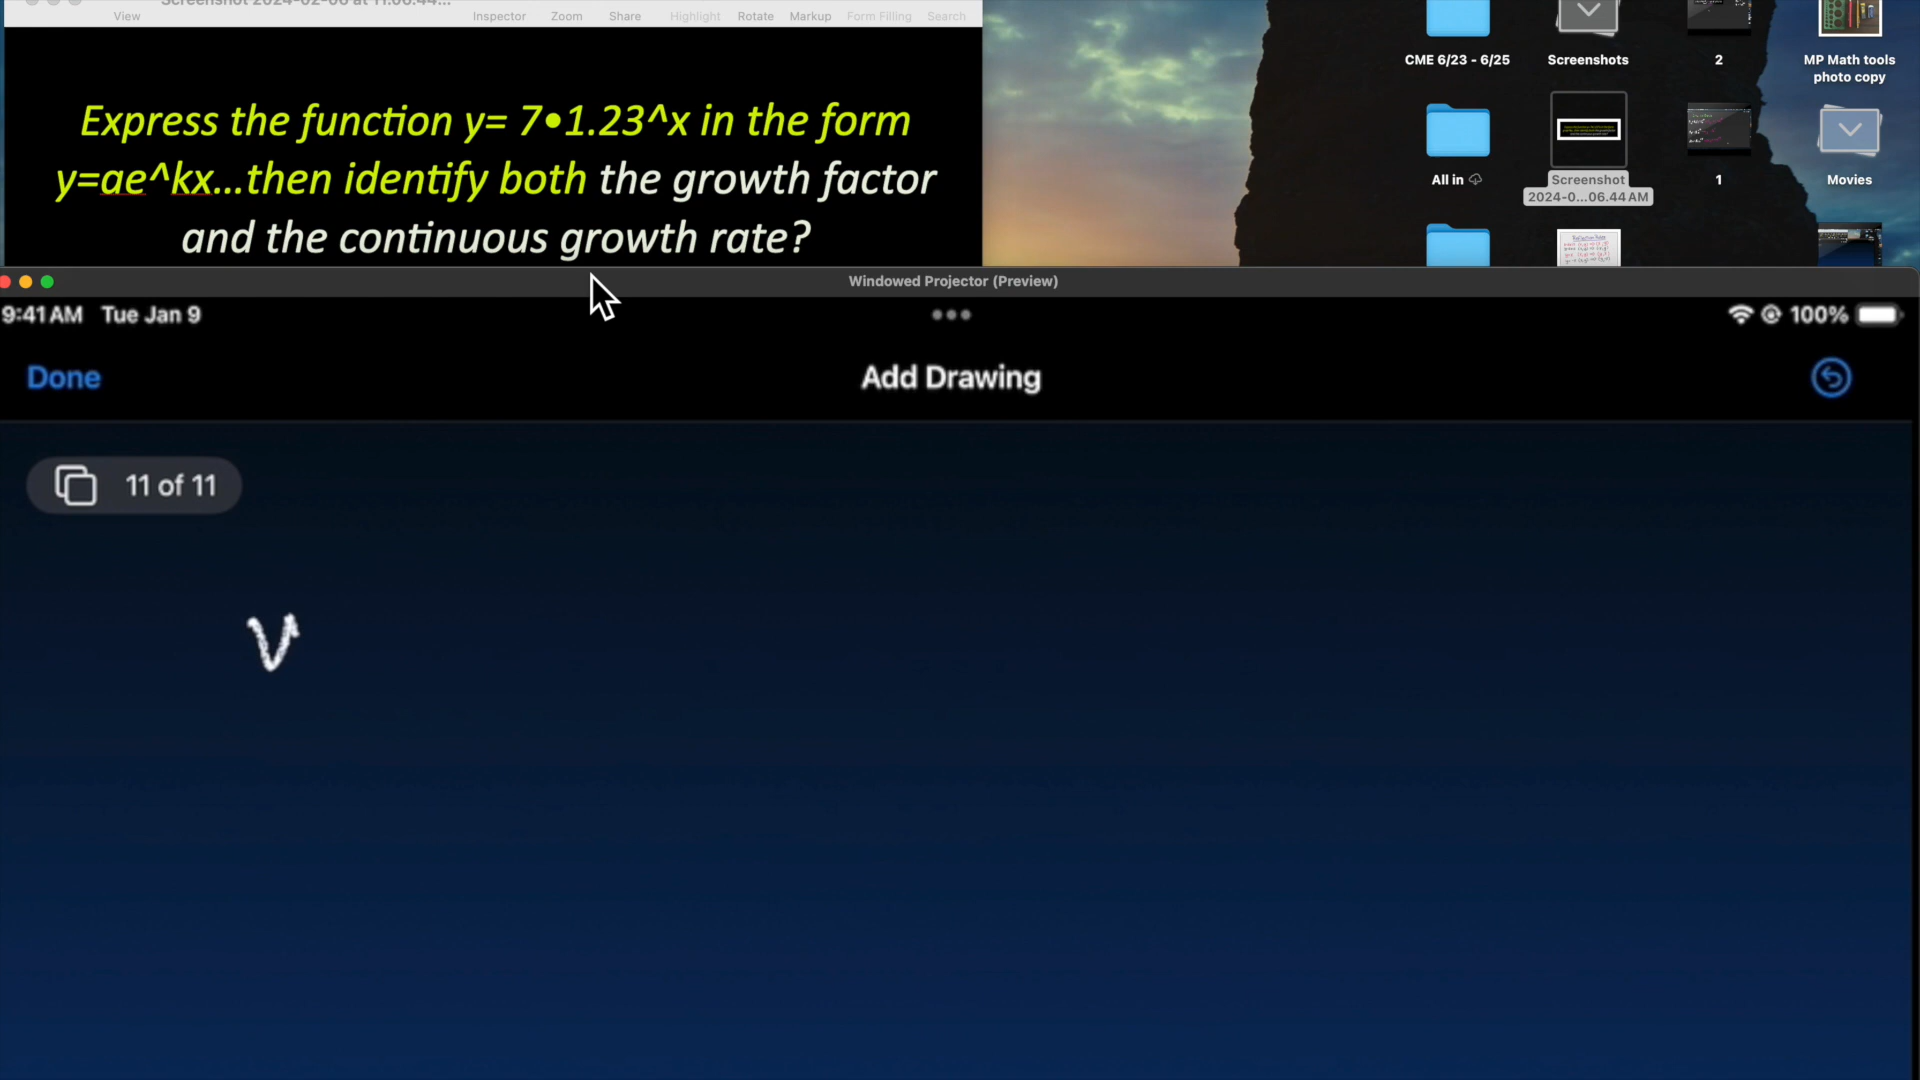 View Inspector Zoom Share Highlight Rotate Markup Form Filling Search
Express the function y= 7•1.23^x in the form
y=ae^kx...then identify both the growth factor
and the continuous growth rate?
CME 6/23 - 6/25
Screenshots
2
MP Math tools
photo copy
All in
Screenshot
2024-0...06.44 AM
1
Movies
Windowed Projector (Preview)
9:41 AM Tue Jan 9
100%
Done
Add Drawing
11 of 11